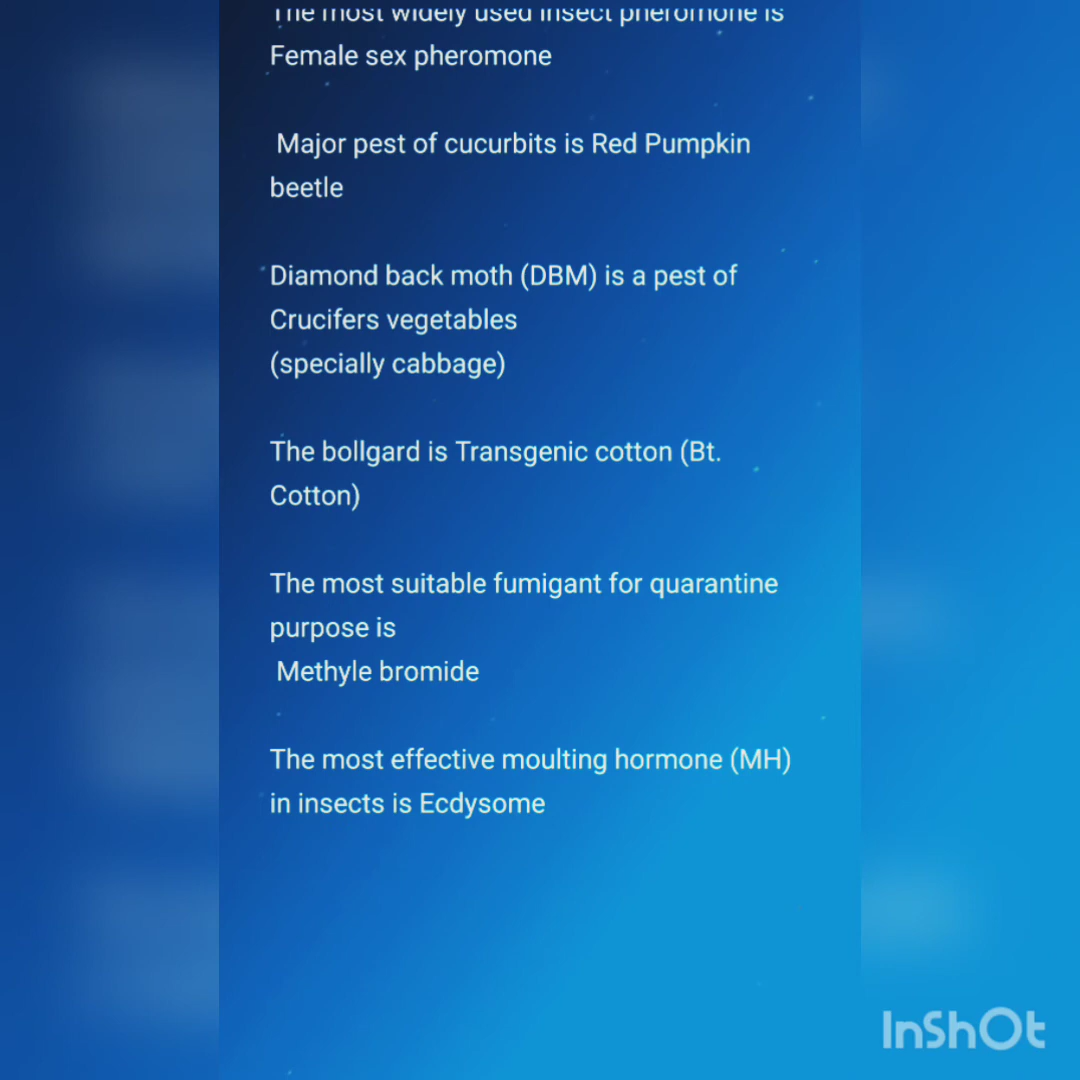 The most widely used insect pheromone is
Female sex pheromone
Major pest of cucurbits is Red Pumpkin
beetle
Diamond back moth (DBM) is a pest of
Crucifers vegetables
(specially cabbage)
The bollgard is Transgenic cotton (Bt.
Cotton)
The most suitable fumigant for quarantine
purpose is
Methyle bromide
The most effective moulting hormone (MH)
in insects is Ecdysome
InShOt